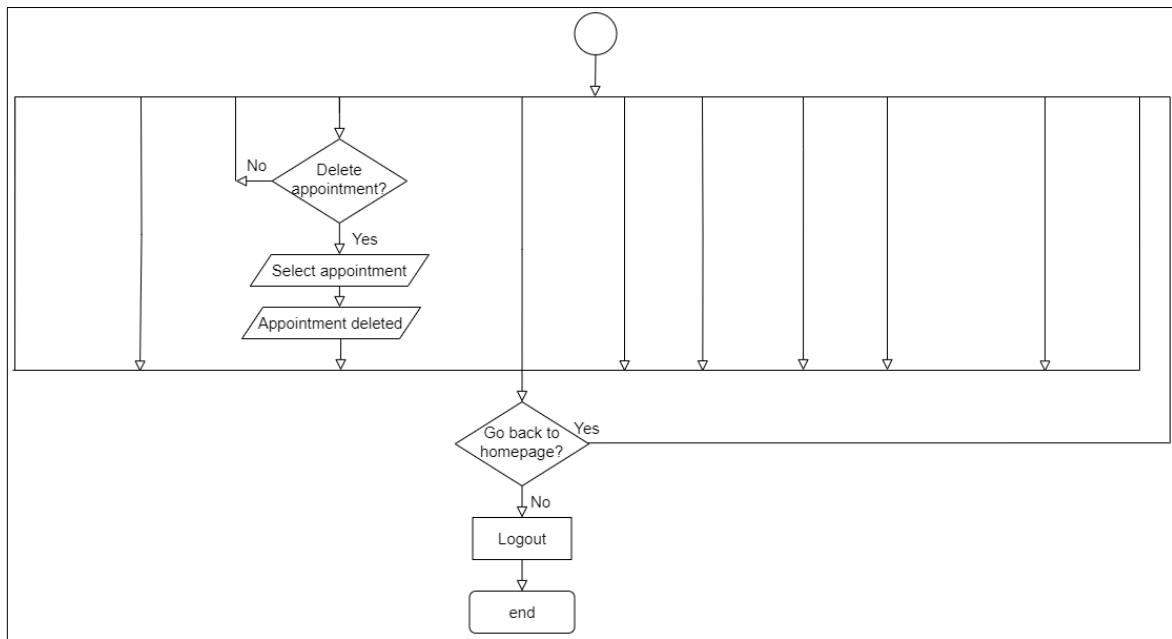 No
Delete
appointment?
Yes
Select appointment
Appointment deleted
Go back to
homepage?
Yes
No
Logout
end